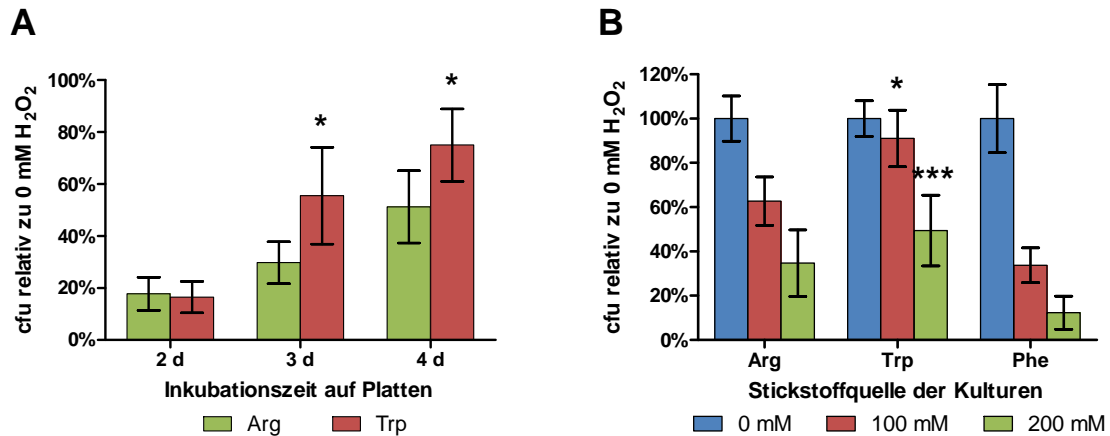 A
cfu relativ zu 0 mM H₂O₂
100%
80%
60%
40%
20%
0%
*
*
2 d 3 d 4 d
Inkubationszeit auf Platten
Arg Trp
B
cfu relativ zu 0 mM H₂O₂
120%
100%
80%
60%
40%
20%
0%
*
***
Arg Trp Phe
Stickstoffquelle der Kulturen
0 mM 100 mM 200 mM